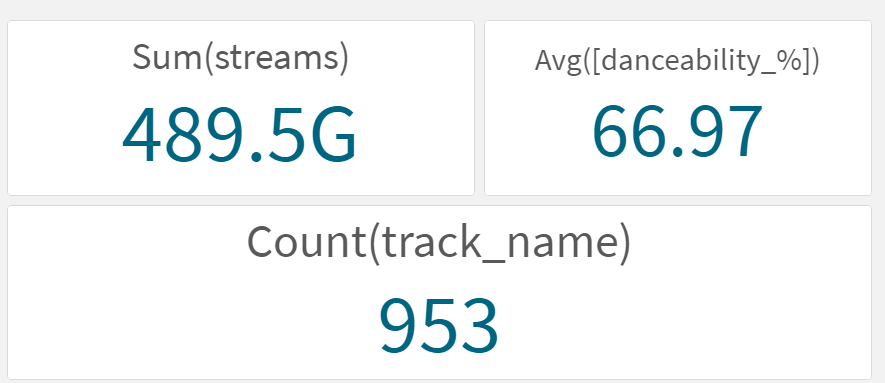 Sum(streams)
489.5G
Avg([danceability_%])
66.97
Count(track_name)
953